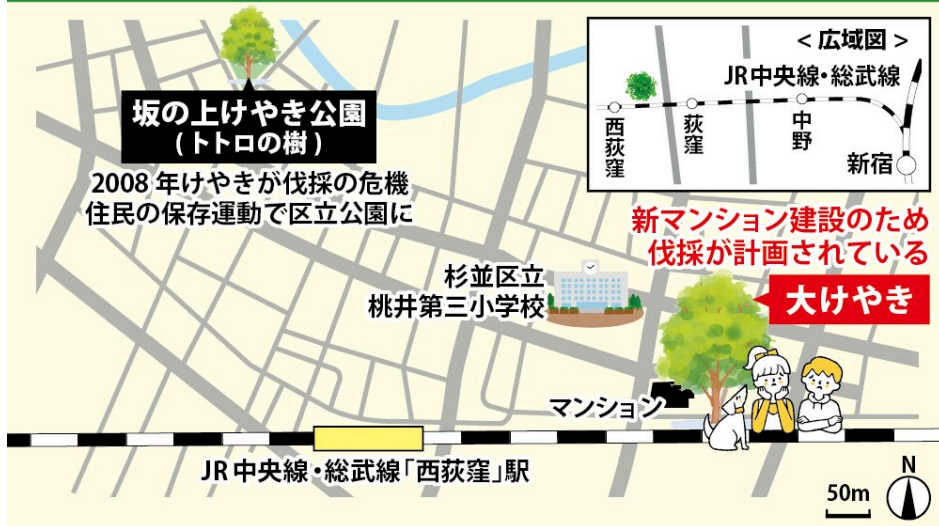 <広域図>
JR中央線・総武線
西荻窪
荻窪
中野
新宿
坂の上けやき公園
(トトロの樹)
2008年けやきが伐採の危機
住民の保存運動で区立公園に
新マンション建設のため
伐採が計画されている
大けやき
杉並区立
桃井第三小学校
マンション
JR中央線・総武線「西荻窪」駅
50m
N